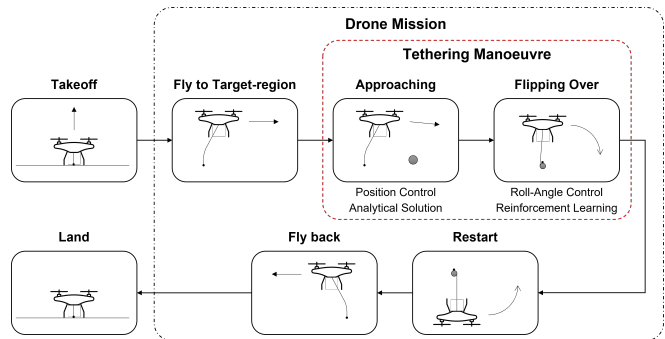 Drone Mission
Tethering Manoeuvre
Takeoff
Fly to Target-region
Approaching
Flipping Over
Position Control
Analytical Solution
Roll-Angle Control
Reinforcement Learning
Land
Fly back
Restart